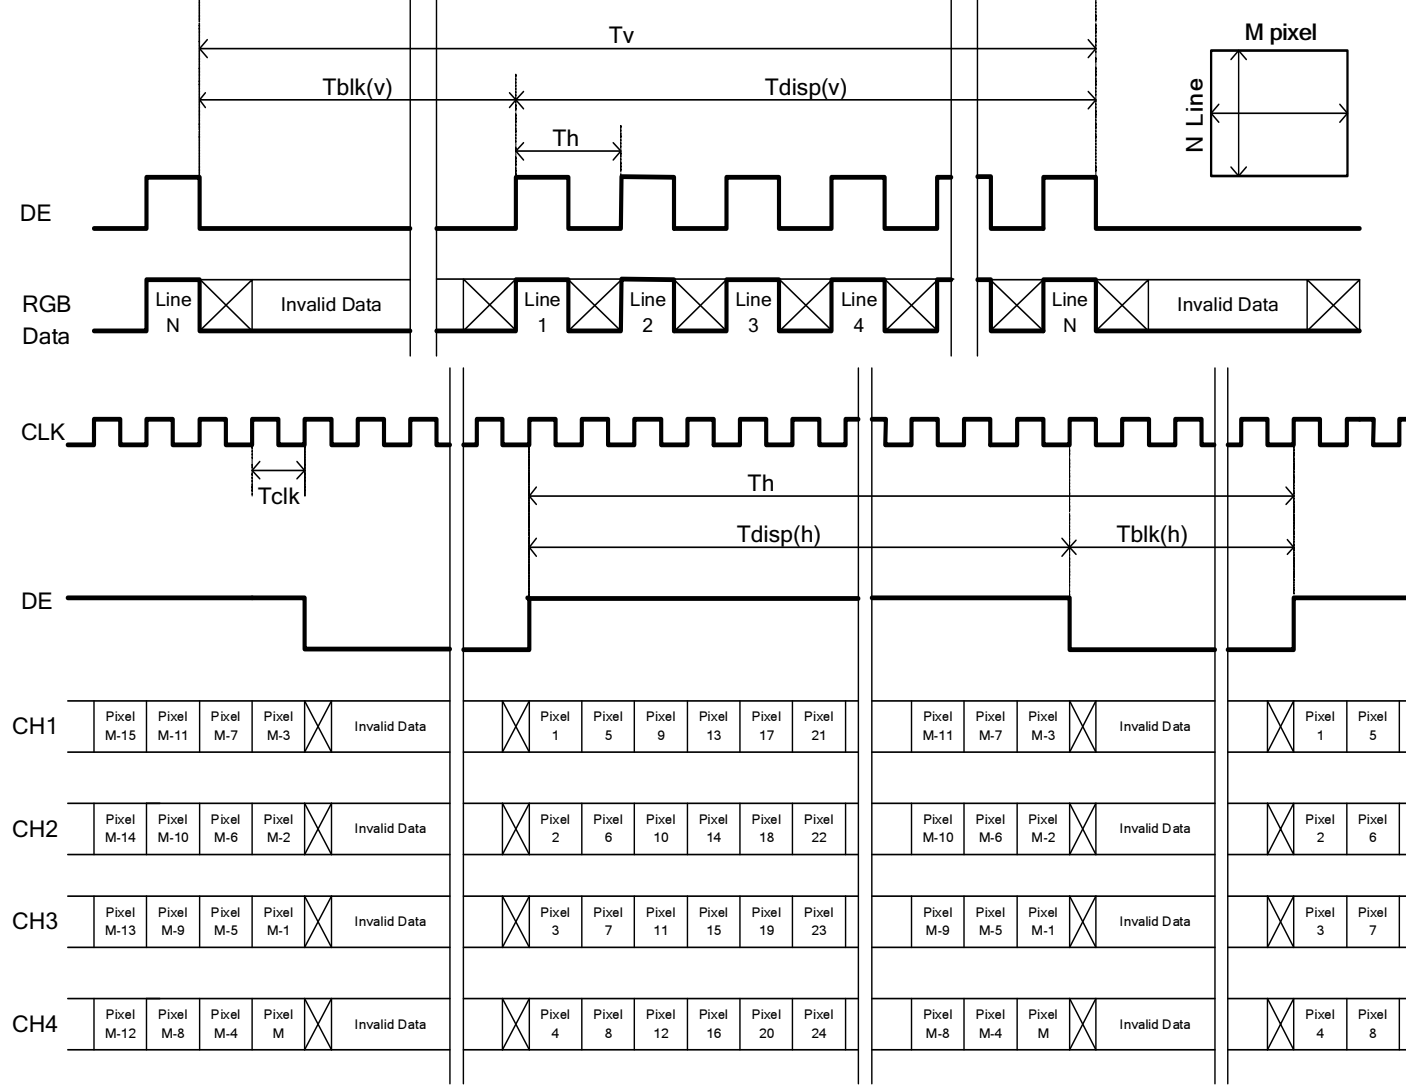 Tv
M pixel
Tblk(v)
Tdisp(v)
N Line
Th
DE
RGB
Data
Line
N
Invalid Data
Line
1
Line
2
Line
3
Line
4
Line
N
Invalid Data
CLK
Tclk
Th
Tdisp(h)
Tblk(h)
DE
CH1
Pixel
M-15
Pixel
M-11
Pixel
M-7
Pixel
M-3
Invalid Data
Pixel
1
Pixel
5
Pixel
9
Pixel
13
Pixel
17
Pixel
21
Pixel
M-11
Pixel
M-7
Pixel
M-3
Invalid Data
Pixel
1
Pixel
5
CH2
Pixel
M-14
Pixel
M-10
Pixel
M-6
Pixel
M-2
Invalid Data
Pixel
2
Pixel
6
Pixel
10
Pixel
14
Pixel
18
Pixel
22
Pixel
M-10
Pixel
M-6
Pixel
M-2
Invalid Data
Pixel
2
Pixel
6
CH3
Pixel
M-13
Pixel
M-9
Pixel
M-5
Pixel
M-1
Invalid Data
Pixel
3
Pixel
7
Pixel
11
Pixel
15
Pixel
19
Pixel
23
Pixel
M-9
Pixel
M-5
Pixel
M-1
Invalid Data
Pixel
3
Pixel
7
CH4
Pixel
M-12
Pixel
M-8
Pixel
M-4
Pixel
M
Invalid Data
Pixel
4
Pixel
8
Pixel
12
Pixel
16
Pixel
20
Pixel
24
Pixel
M-8
Pixel
M-4
Pixel
M
Invalid Data
Pixel
4
Pixel
8